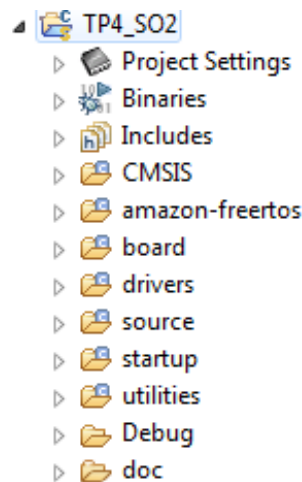 TP4_SO2
Project Settings
Binaries
Includes
CMSIS
amazon-freertos
board
drivers
source
startup
utilities
Debug
doc